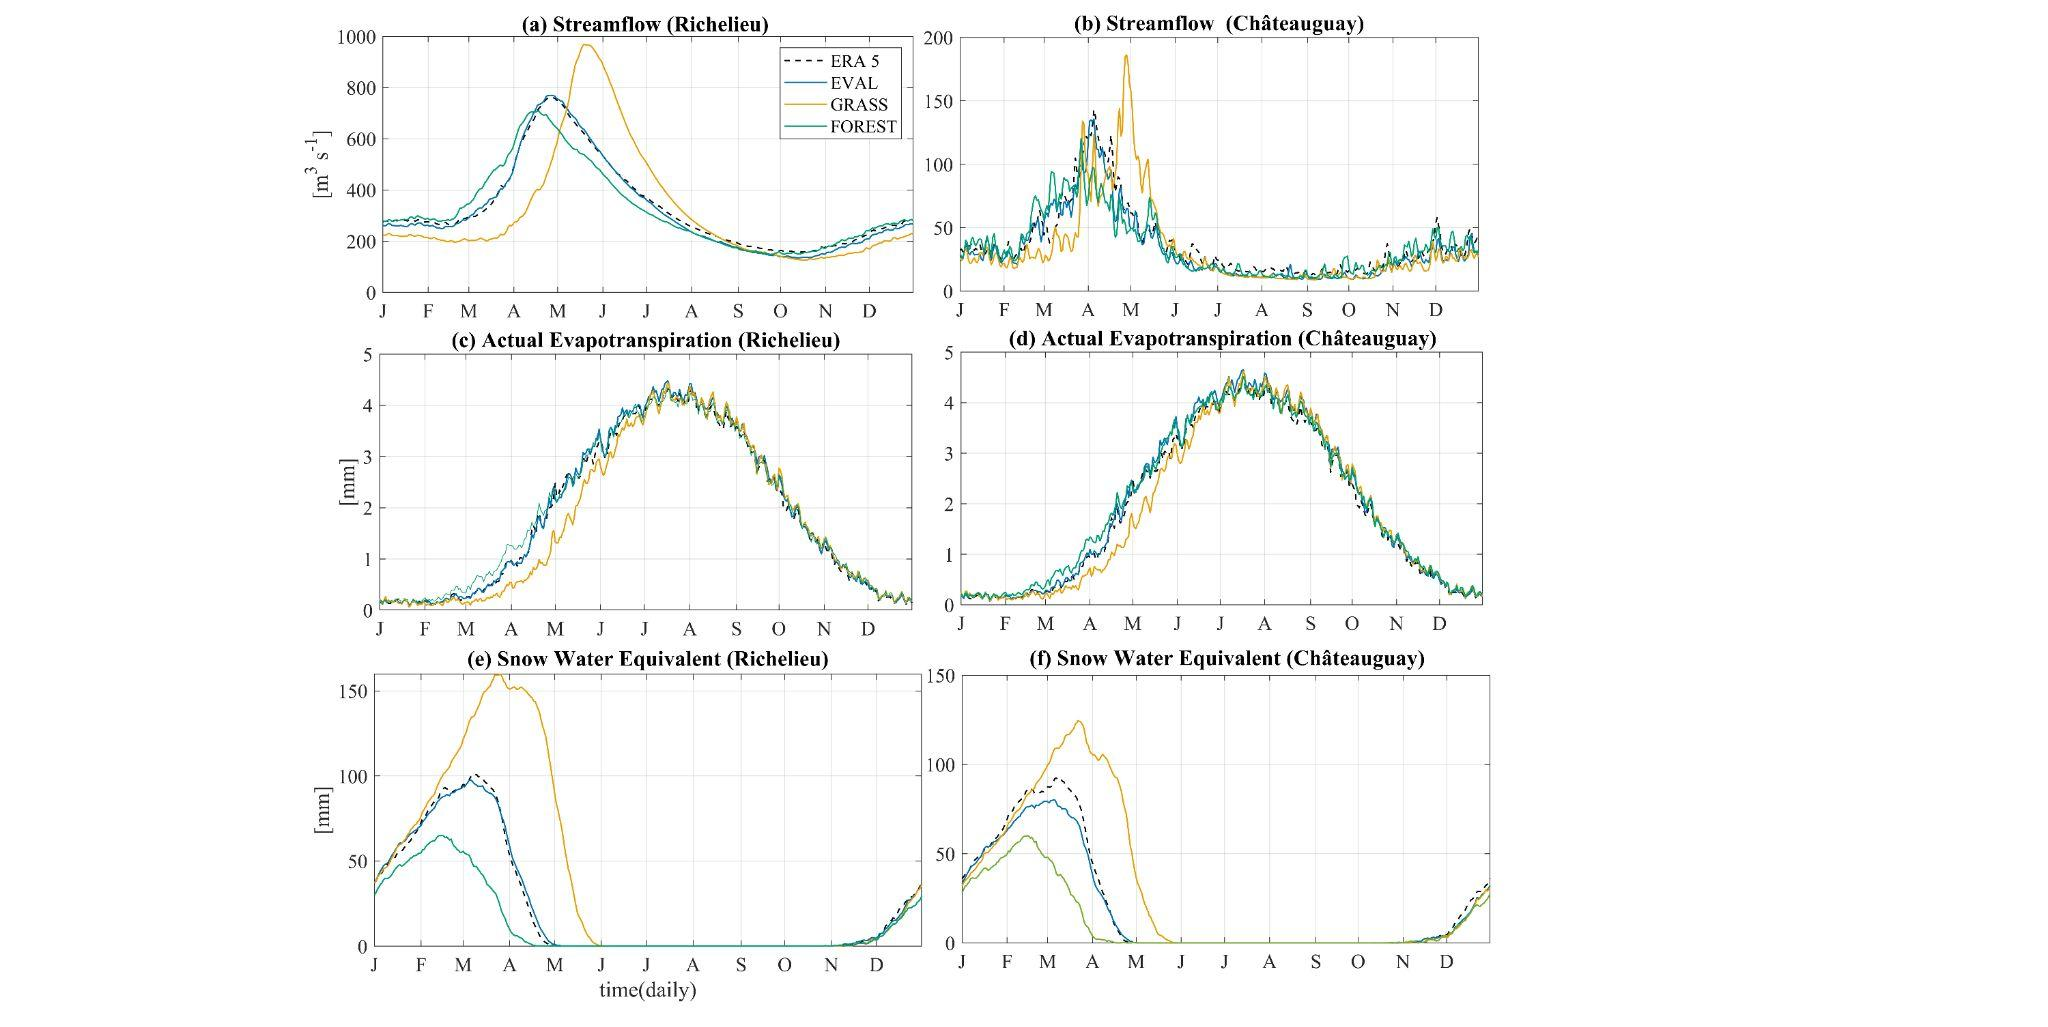 (a) Streamflow (Richelieu)
1000
800
600
400
200
0
[m3 s-1]
ERA 5
EVAL
GRASS
FOREST
J F M A M J J A S O N D
(b) Streamflow (Châteauguay)
200
150
100
50
0
J F M A M J J A S O N D
(c) Actual Evapotranspiration (Richelieu)
5
4
3
2
1
0
[mm]
J F M A M J J A S O N D
(d) Actual Evapotranspiration (Châteauguay)
5
4
3
2
1
0
J F M A M J J A S O N D
(e) Snow Water Equivalent (Richelieu)
150
100
50
0
[mm]
J F M A M J J A S O N D
time(daily)
(f) Snow Water Equivalent (Châteauguay)
150
100
50
0
J F M A M J J A S O N D